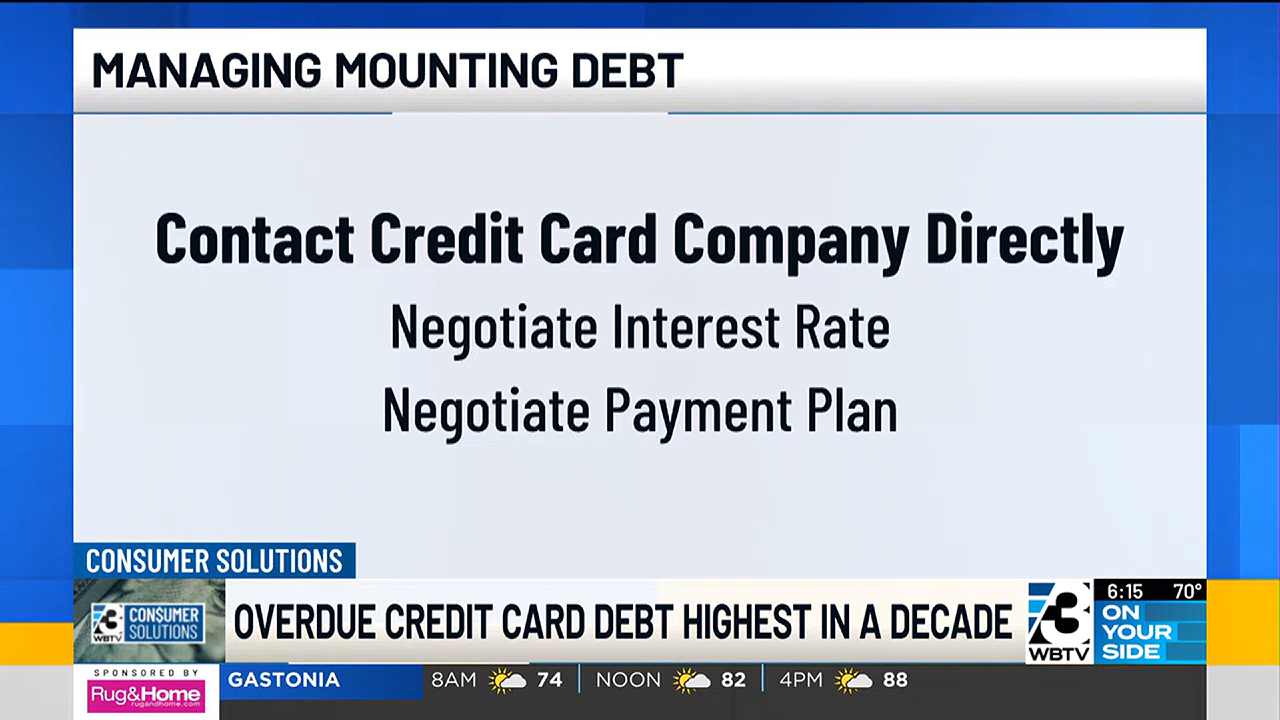 MANAGING MOUNTING DEBT
Contact Credit Card Company Directly
Negotiate Interest Rate
Negotiate Payment Plan
CONSUMER SOLUTIONS
3 WBTV CONSUMER SOLUTIONS
OVERDUE CREDIT CARD DEBT HIGHEST IN A DECADE
3 WBTV
6:15 70°
ON YOUR SIDE
SPONSORED BY
Rug&Home
rugandhome.com
GASTONIA 8AM 74 NOON 82 4PM 88